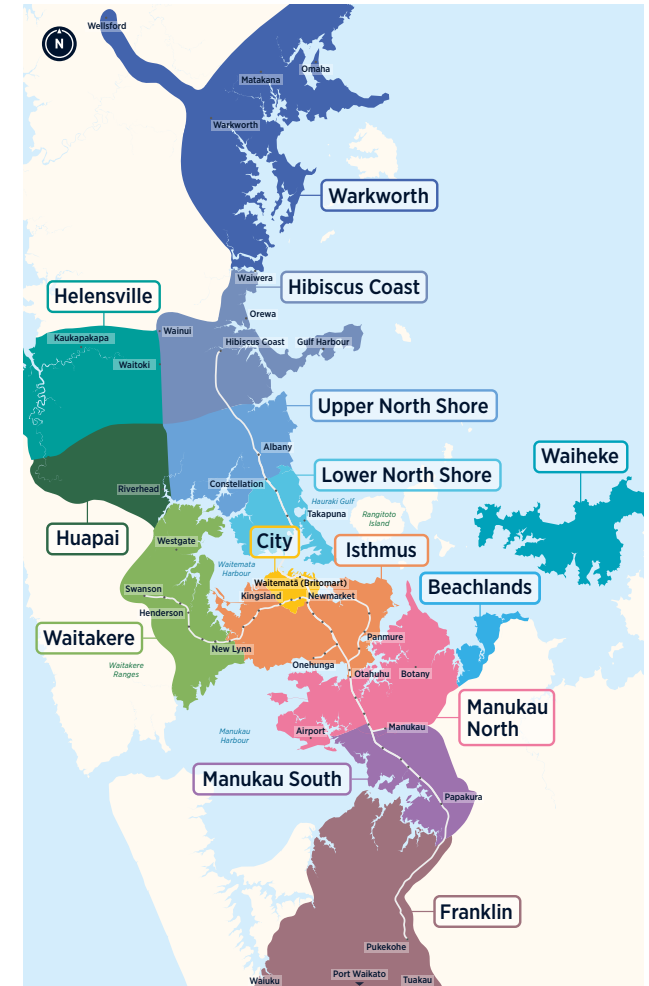 Wellsford
N
Omaha
Matakana
Warkworth
Warkworth
Waiwera
Hibiscus Coast
Helensville
Orewa
Wainui
Kaukapakapa
Hibiscus Coast
Gulf Harbour
Waitoki
Upper North Shore
Albany
Waiheke
Lower North Shore
Constellation
Riverhead
Hauraki Gulf
Takapuna
Rangitoto
Island
Huapai
Westgate
City
Isthmus
Waitemata
Harbour
Waitematā (Britomart)
Beachlands
Swanson
Kingsland
Newmarket
Henderson
Waitakere
Panmure
New Lynn
Onehunga
Waitakere
Ranges
Otahuhu
Botany
Manukau
North
Manukau
Harbour
Airport
Manukau
Manukau South
Papakura
Franklin
Pukekohe
Port Waikato
Waiuku
Tuakau